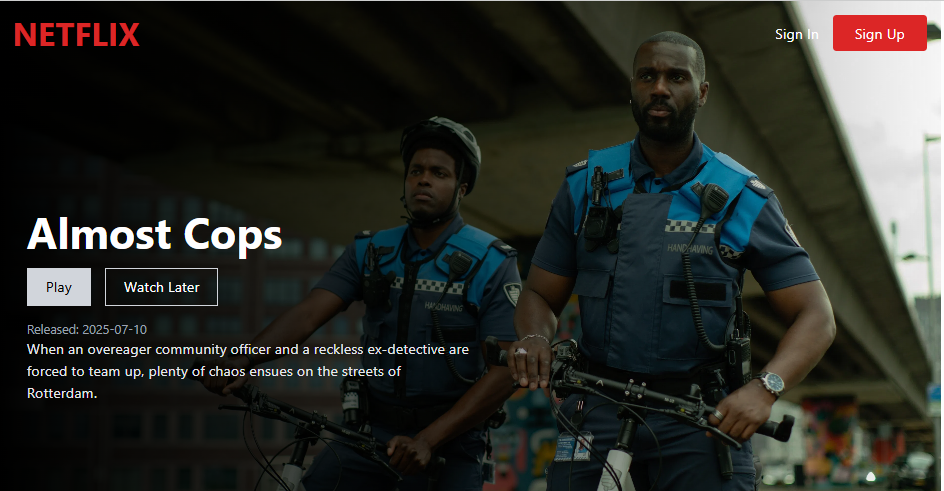 NETFLIX
Sign In
Sign Up
Almost Cops
Play
Watch Later
Released: 2025-07-10
When an overeager community officer and a reckless ex-detective are
forced to team up, plenty of chaos ensues on the streets of
Rotterdam.
HANDHAVING
HANDHAVING